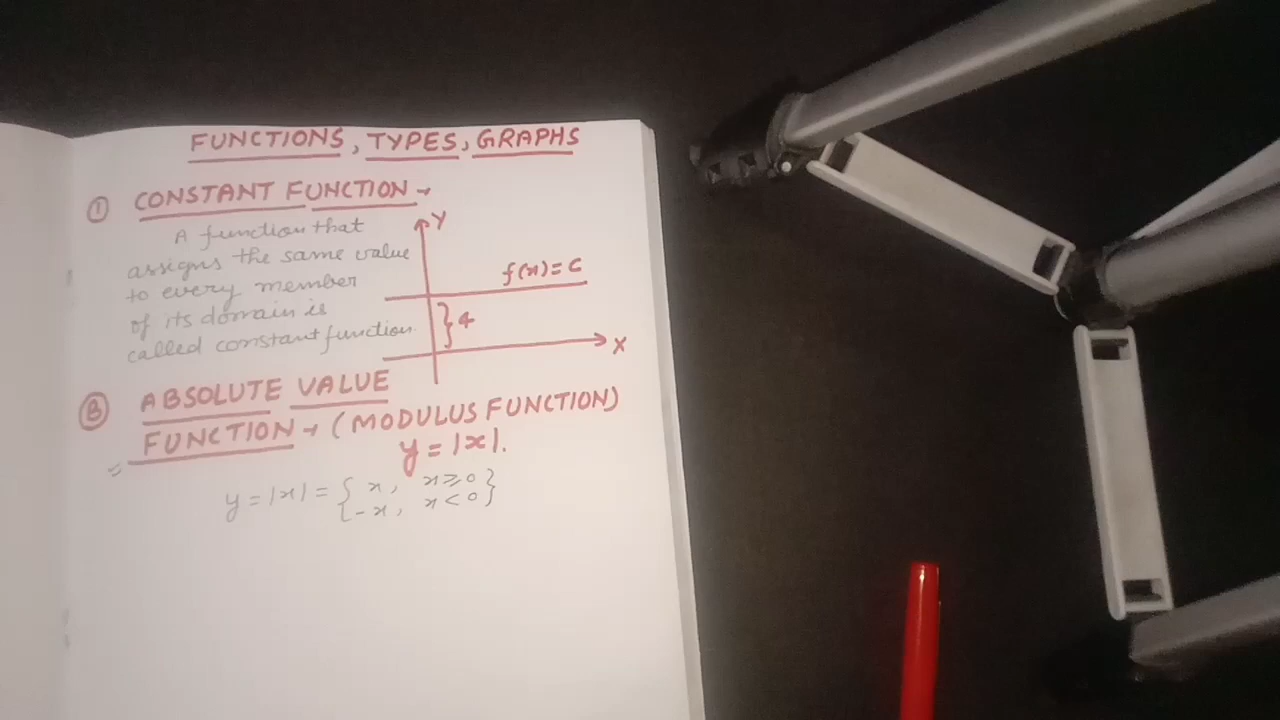 FUNCTIONS, TYPES, GRAPHS
① CONSTANT FUNCTION →
A function that
assigns the same value
to every member
of its domain is
called constant function.
Y
f(x)=C
}4
X
Ⓑ ABSOLUTE VALUE
FUNCTION → (MODULUS FUNCTION)
y = |x|.
y = |x| = { x, x ≥ 0
{ -x, x < 0 }